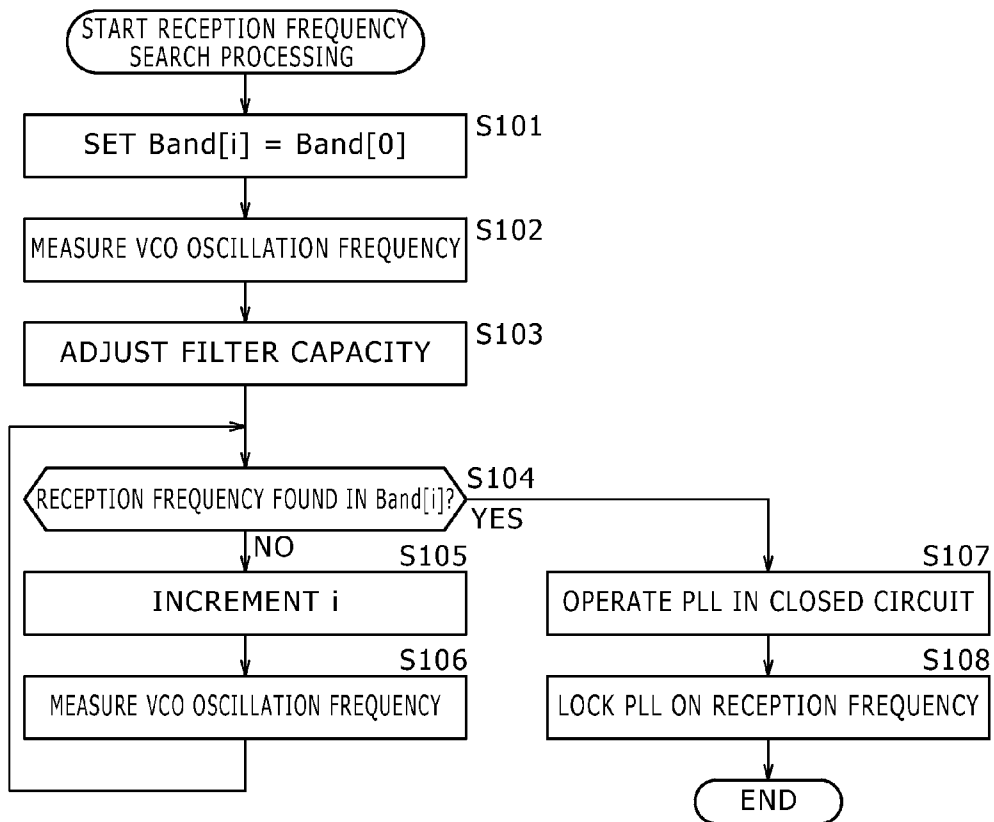 START RECEPTION FREQUENCY
SEARCH PROCESSING
SET Band[i] = Band[0]
S101
MEASURE VCO OSCILLATION FREQUENCY
S102
ADJUST FILTER CAPACITY
S103
RECEPTION FREQUENCY FOUND IN Band[i]?
S104
YES
NO
S105
INCREMENT i
S106
MEASURE VCO OSCILLATION FREQUENCY
S107
OPERATE PLL IN CLOSED CIRCUIT
S108
LOCK PLL ON RECEPTION FREQUENCY
END